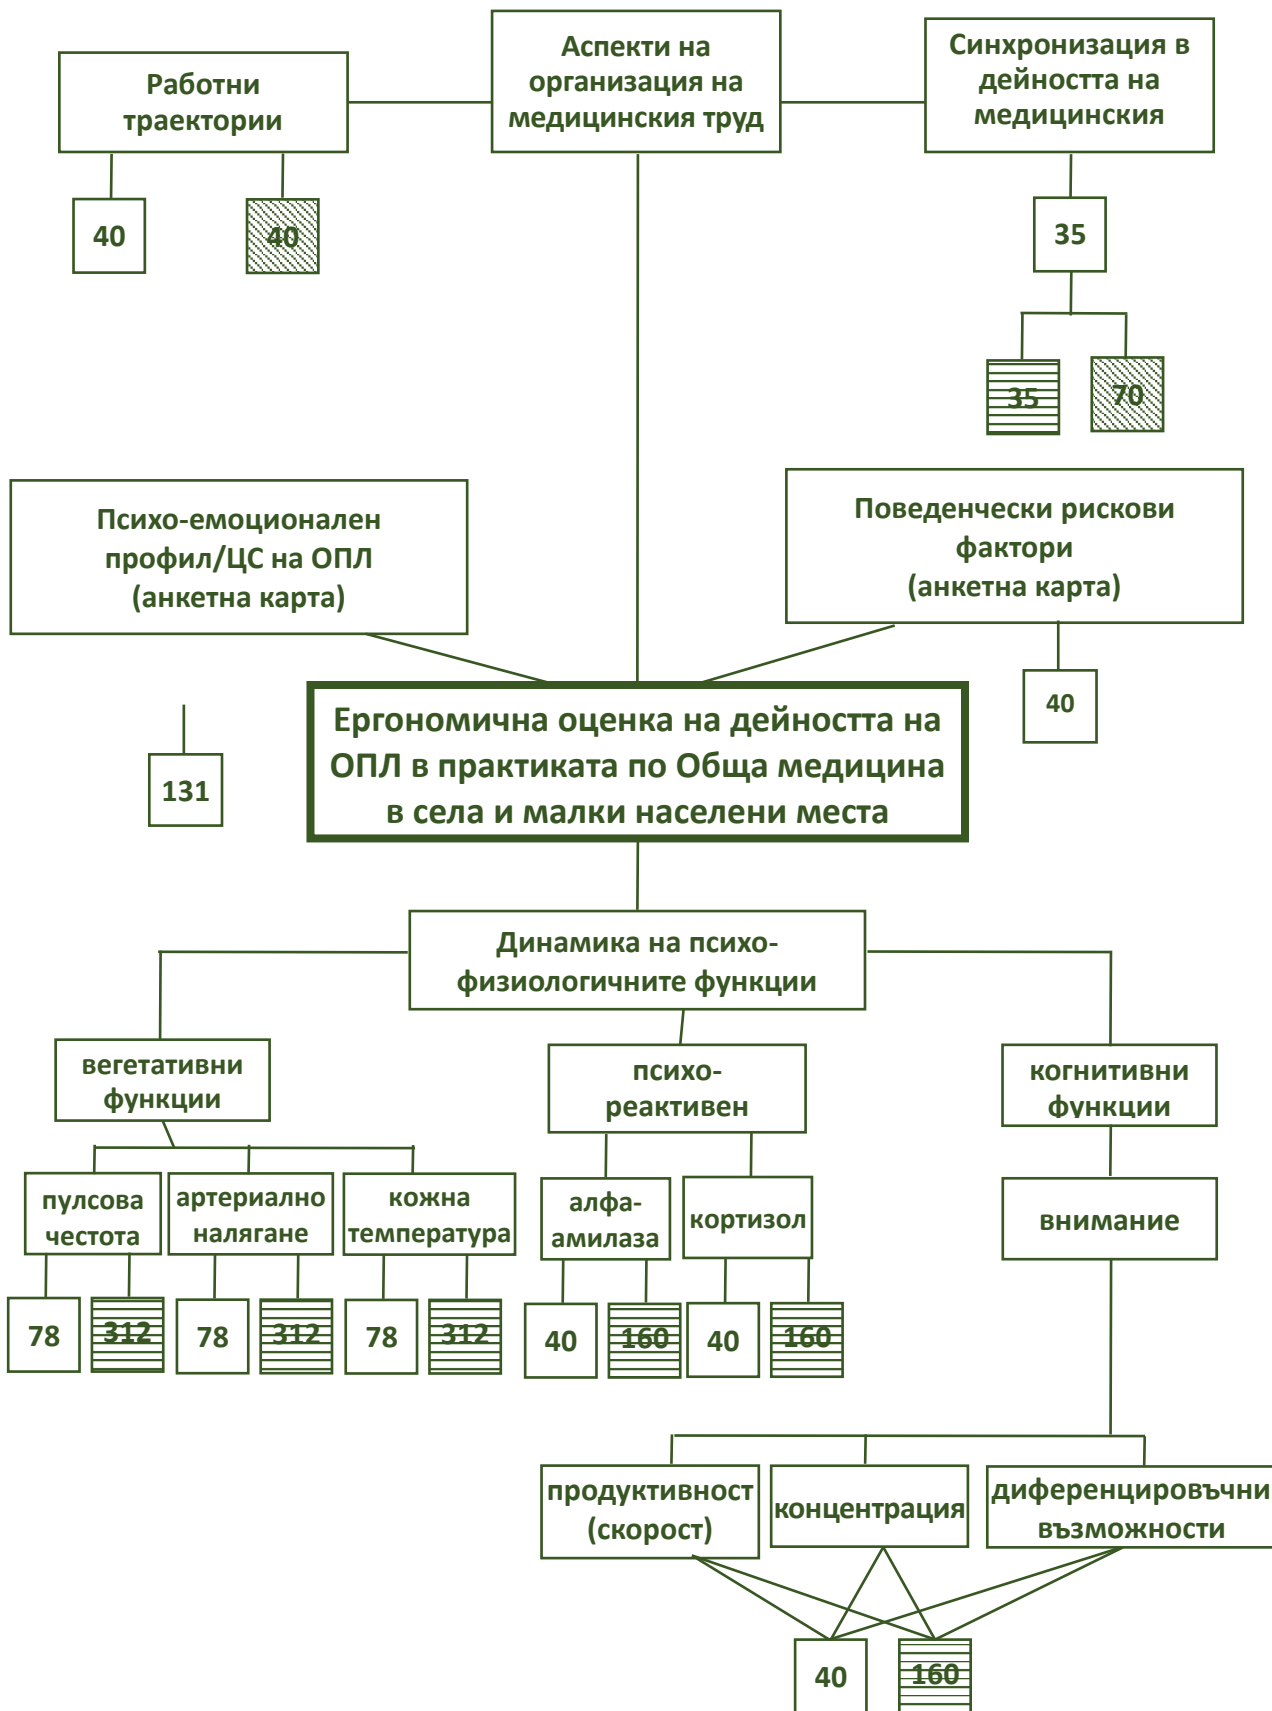 Работни
траектории
Аспекти на
организация на
медицинския труд
Синхронизация в
дейността на
медицинския
40
40
35
35
70
Психо-емоционален
профил/ЦС на ОПЛ
(анкетна карта)
Поведенчески рискови
фактори
(анкетна карта)
131
40
Ергономична оценка на дейността на
ОПЛ в практиката по Обща медицина
в села и малки населени места
Динамика на психо-
физиологичните функции
вегетативни
функции
психо-
реактивен
когнитивни
функции
пулсова
честота
артериално
налягане
кожна
температура
алфа-
амилаза
кортизол
внимание
78
312
78
312
78
312
40
160
40
160
продуктивност
(скорост)
концентрация
диференцировъчни
възможности
40
160